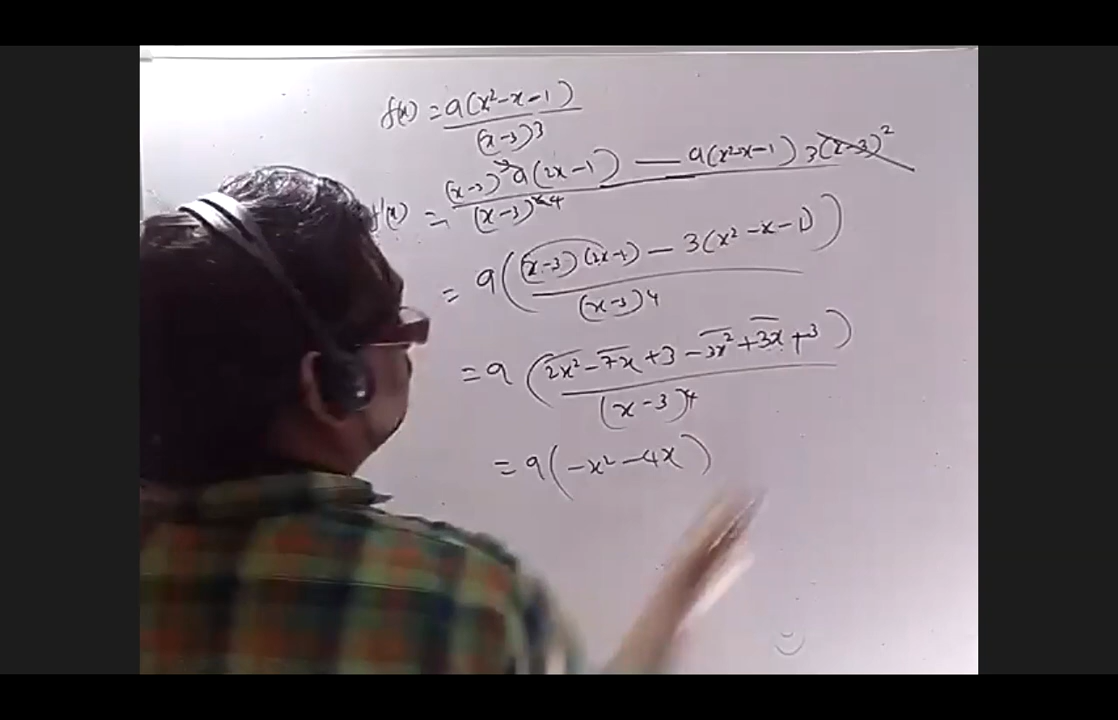 f(x) = 9(x²-x-1) / (x-3)3
f'(x) = (x-3)³ 9(2x-1) — 9(x²-x-1) 3(x-3)² / (x-3)⁶4
= 9((x-3)(2x-1) - 3(x²-x-1)) / (x-3)4
= 9(2x²-7x+3-3x²+3x+3) / (x-3)4
= 9(-x²-4x)